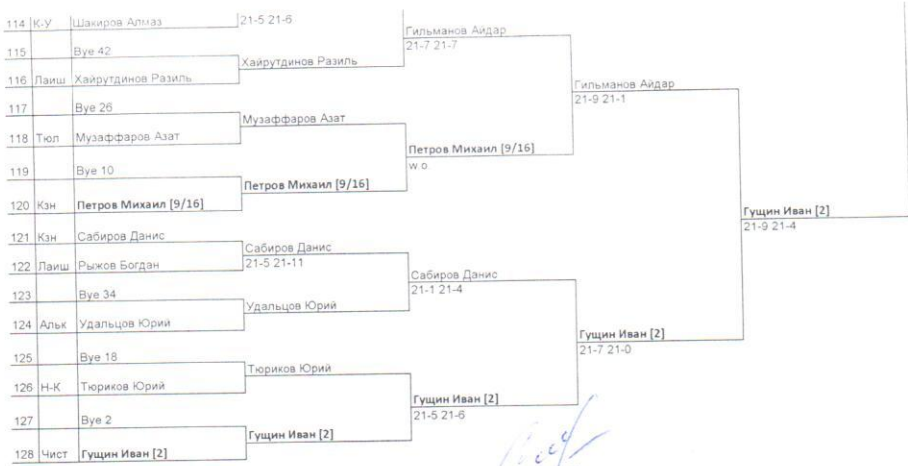 114 К-У Шакиров Алмаз 21-5 21-6
Гильманов Айдар
115 Bye 42 21-7 21-7
Хайрутдинов Разиль
116 Лаиш Хайрутдинов Разиль Гильманов Айдар
21-9 21-1
117 Bye 26
Музаффаров Азат
118 Тюл Музаффаров Азат
Петров Михаил [9/16]
119 Bye 10 w.o
Петров Михаил [9/16]
120 Кзн Петров Михаил [9/16] Гущин Иван [2]
21-9 21-4
121 Кзн Сабиров Данис
Сабиров Данис
122 Лаиш Рыжов Богдан 21-5 21-11
Сабиров Данис
123 Bye 34 21-1 21-4
Удальцов Юрий
124 Альк Удальцов Юрий
Гущин Иван [2]
125 Bye 18 21-7 21-0
Тюриков Юрий
126 Н-К Тюриков Юрий
Гущин Иван [2]
127 Bye 2 21-5 21-6
Гущин Иван [2]
128 Чист Гущин Иван [2]